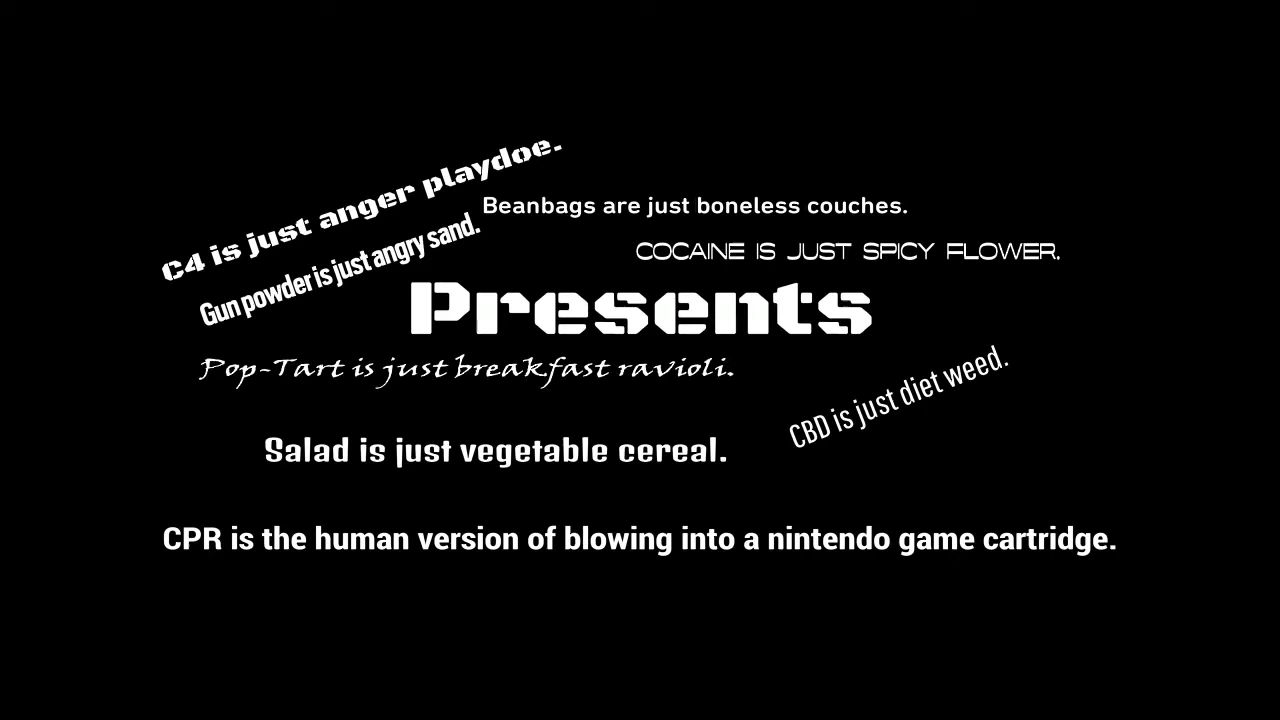 C4 is just anger playdoe.
Beanbags are just boneless couches.
Gun powder is just angry sand.
COCAINE IS JUST SPICY FLOWER.
Presents
Pop-Tart is just breakfast ravioli.
CBD is just diet weed.
Salad is just vegetable cereal.
CPR is the human version of blowing into a nintendo game cartridge.